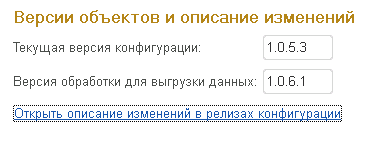 Версии объектов и описание изменений
Текущая версия конфигурации: 1.0.5.3
Версия обработки для выгрузки данных: 1.0.6.1
Открыть описание изменений в релизах конфигурации